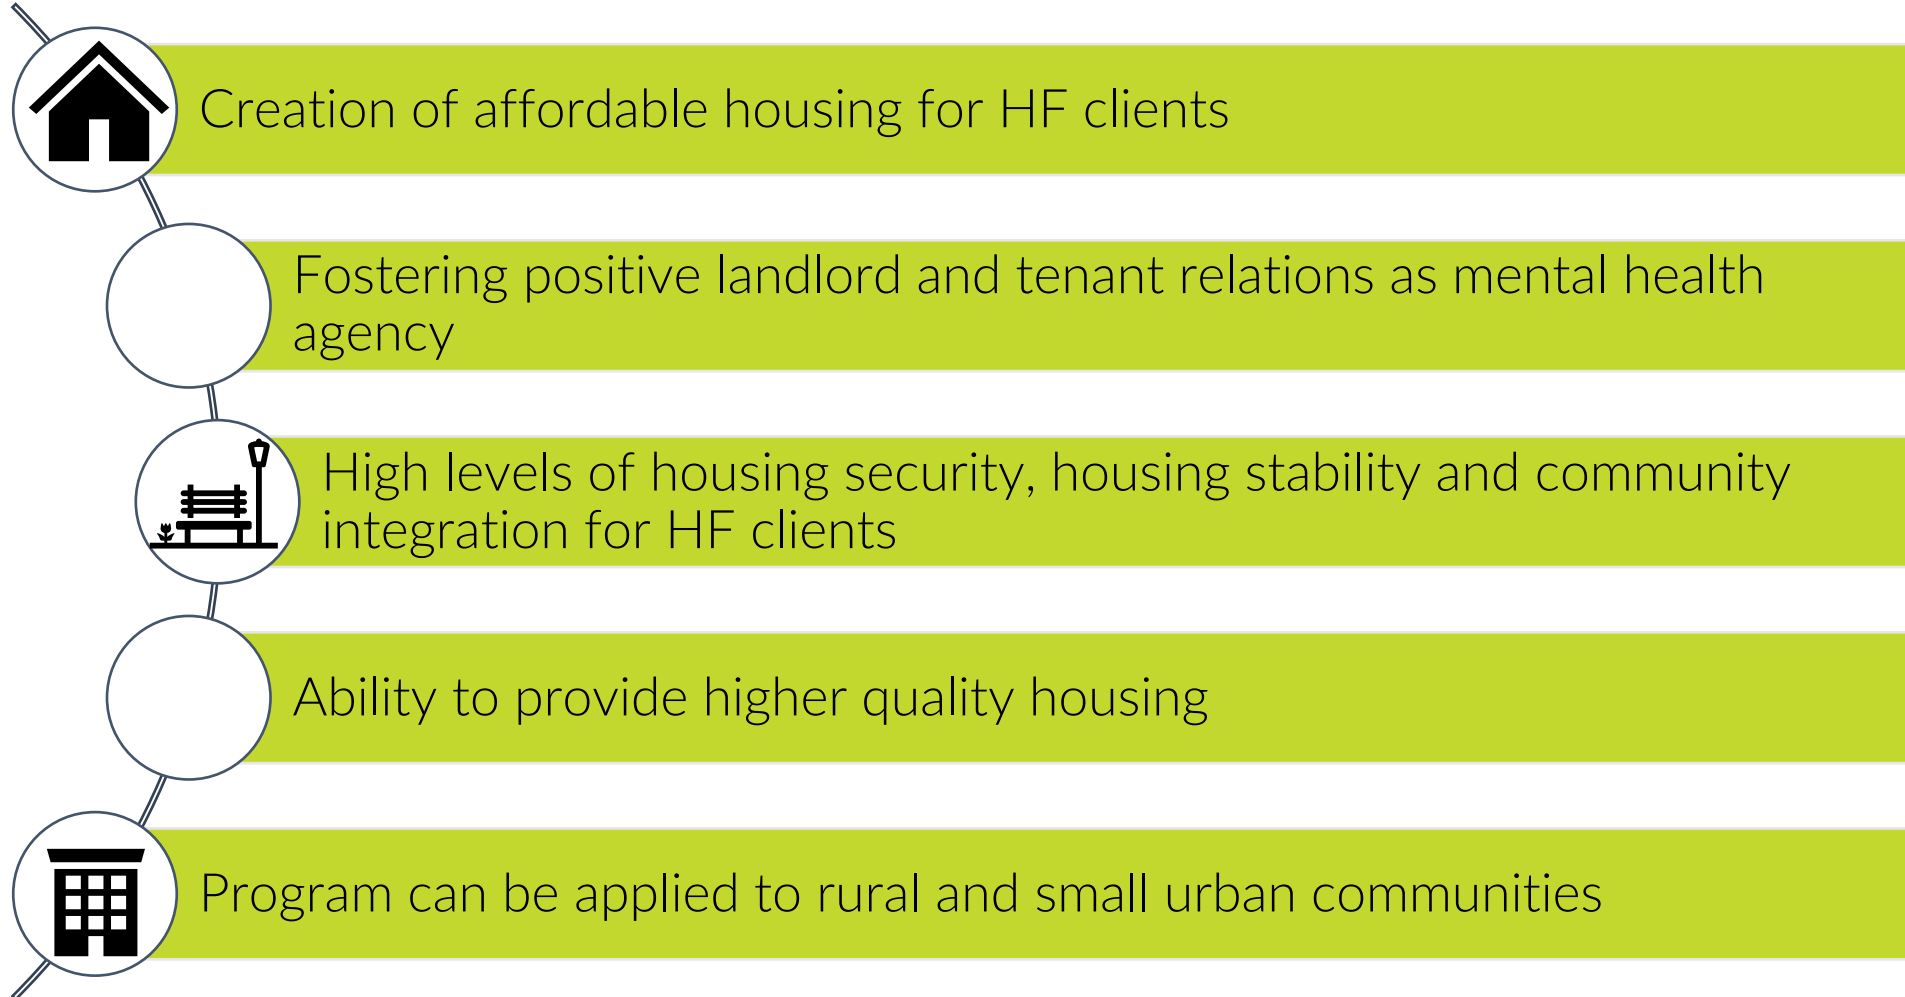 Creation of affordable housing for HF clients
Fostering positive landlord and tenant relations as mental health
agency
High levels of housing security, housing stability and community
integration for HF clients
Ability to provide higher quality housing
Program can be applied to rural and small urban communities